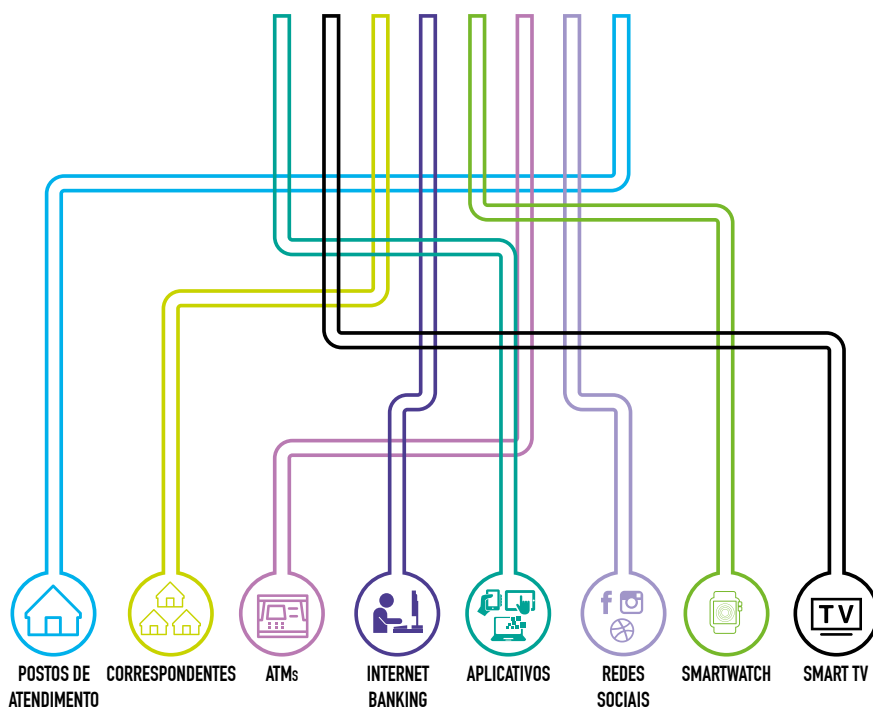 TV
POSTOS DE
ATENDIMENTO
CORRESPONDENTES
ATMs
INTERNET
BANKING
APLICATIVOS
REDES
SOCIAIS
SMARTWATCH
SMART TV